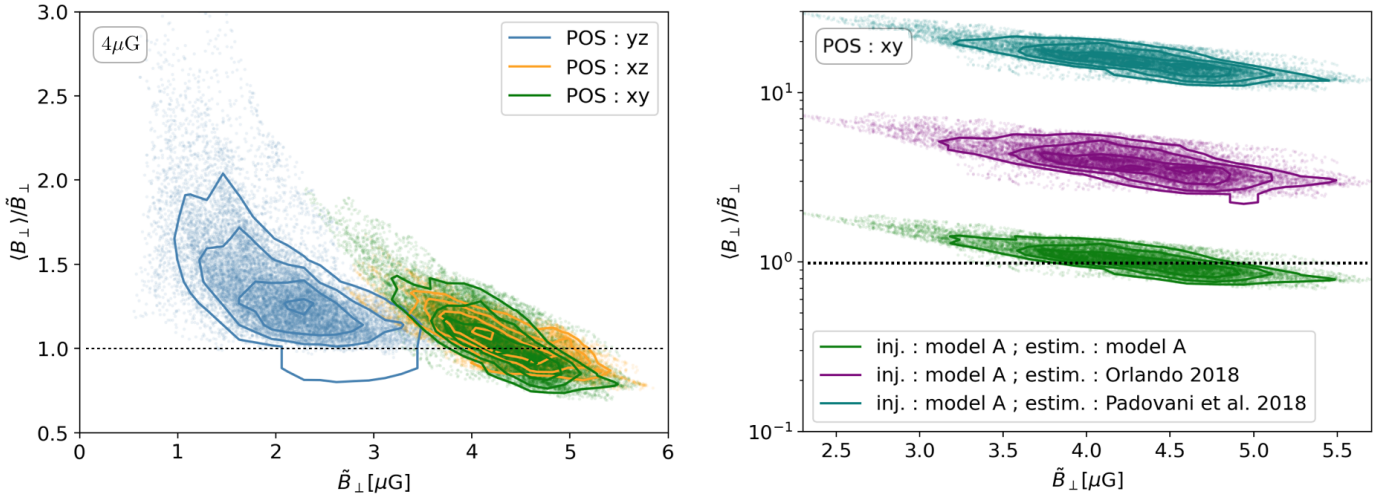 3.0
2.5
2.0
1.5
1.0
0.5
⟨B⊥⟩/B̃⊥
4μG
POS : yz
POS : xz
POS : xy
0 1 2 3 4 5 6
B̃⊥[μG]
10¹
10⁰
10⁻¹
⟨B⊥⟩/B̃⊥
POS : xy
inj. : model A ; estim. : model A
inj. : model A ; estim. : Orlando 2018
inj. : model A ; estim. : Padovani et al. 2018
2.5 3.0 3.5 4.0 4.5 5.0 5.5
B̃⊥[μG]